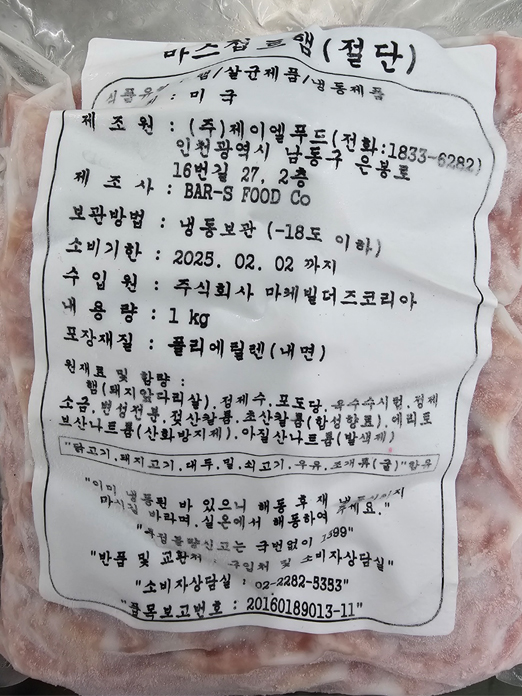 마스접프햄(절단)
햄/살균제품/냉동제품
식품유형 : 미 국
제 조 원 : (주)제이엘푸드(전화:1833-6282)
인천광역시 남동구 은봉로
16번길 27, 2층
제 조 사 : BAR-S FOOD Co
보관방법 : 냉동보관 (-18도 이하)
소비기한 : 2025. 02. 02 까지
수 입 원 : 주식회사 마케빌더즈코리아
내 용 량 : 1 kg
포장재질 : 폴리에틸렌(내면)
원재료 및 함량 :
햄(돼지앞다리살),정제수,포도당,옥수수시럽,정제
소금,변성전분,젖산칼륨,초산칼륨(합성향료),에리토
브산나트륨(산화방지제),아질산나트륨(발색제)
"닭고기,돼지고기,대두,밀,쇠고기,우유,조개류(굴)"함유
"이미 냉동된 바 있으니 해동 후 재 냉동하지
마시길 바라며,실온에서 해동하여 주세요."
불량신고는 국번없이 1399"
"반품 및 교환처 : 구입처 및 소비자상담실"
"소비자상담실 : 02-2282-5353"
"품목보고번호 : 20160189013-11"